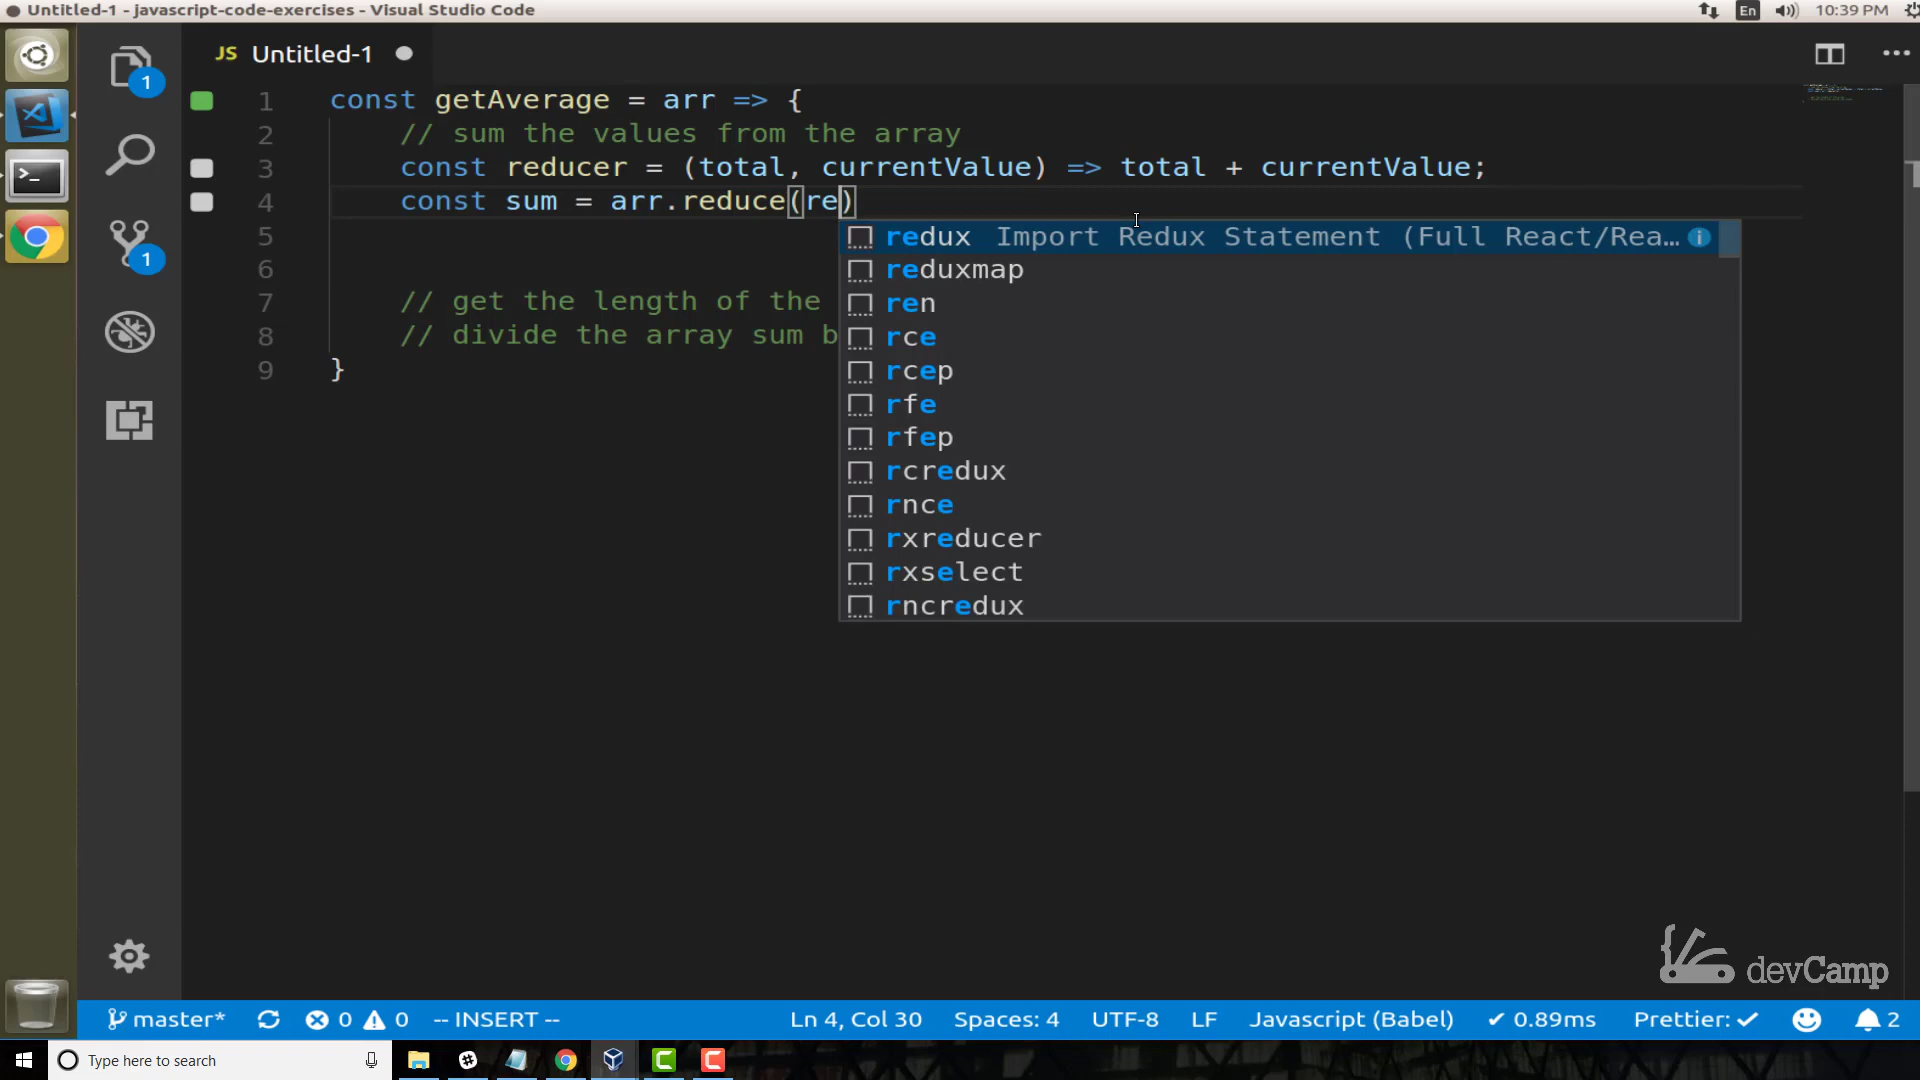 Untitled-1 - javascript-code-exercises - Visual Studio Code
En
10:39 PM
JS Untitled-1
1 const getAverage = arr => {
2 // sum the values from the array
3 const reducer = (total, currentValue) => total + currentValue;
4 const sum = arr.reduce(re)
5
6
7 // get the length of the
8 // divide the array sum b
9 }
redux Import Redux Statement (Full React/Rea…
reduxmap
ren
rce
rcep
rfe
rfep
rcredux
rnce
rxreducer
rxselect
rncredux
1
1
devCamp
master* 0 0 -- INSERT -- Ln 4, Col 30 Spaces: 4 UTF-8 LF Javascript (Babel) ✔ 0.89ms Prettier: ✔ 2
Type here to search